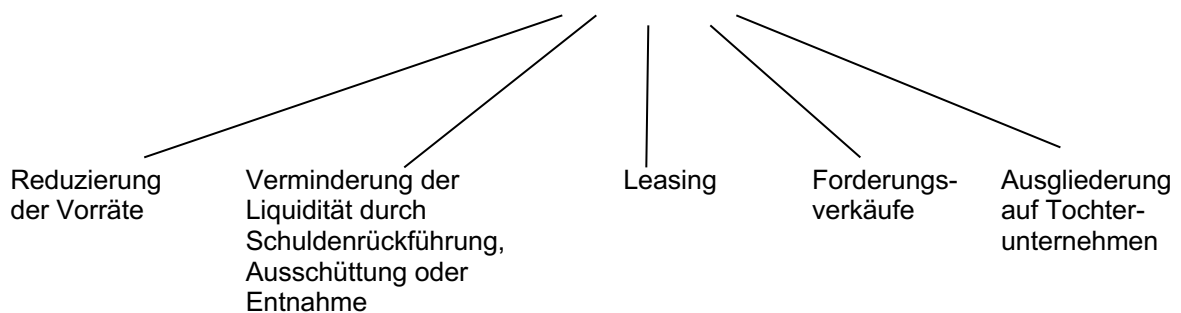 Reduzierung
der Vorräte
Verminderung der
Liquidität durch
Schuldenrückführung,
Ausschüttung oder
Entnahme
Leasing
Forderungs-
verkäufe
Ausgliederung
auf Tochter-
unternehmen